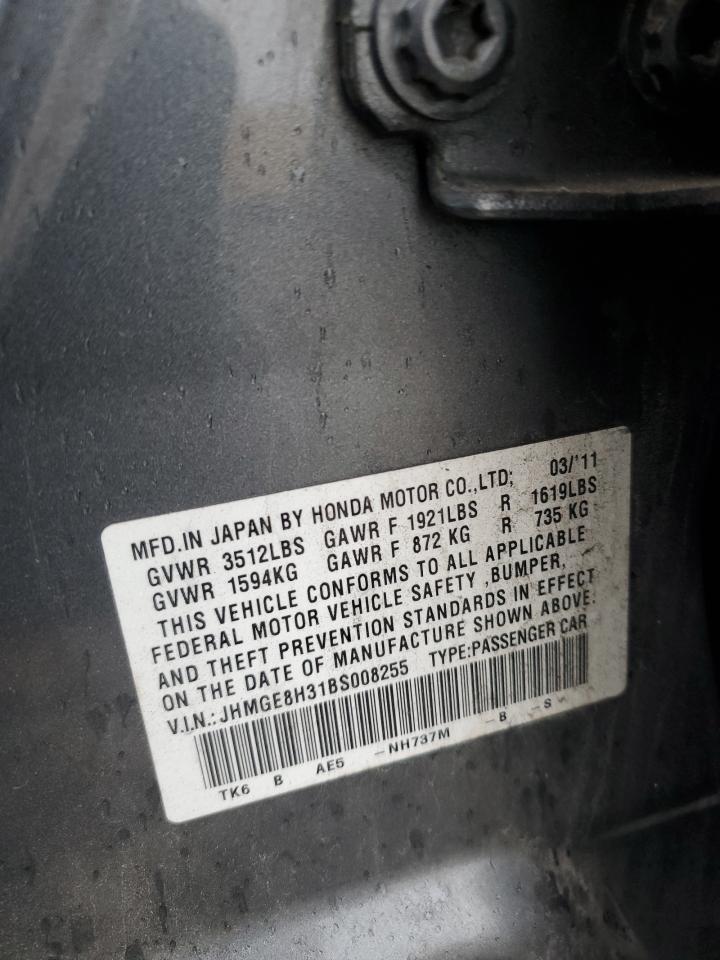 MFD.IN JAPAN BY HONDA MOTOR CO.,LTD; 03/'11
GVWR 3512LBS GAWR F 1921LBS R 1619LBS
GVWR 1594KG GAWR F 872 KG R 735 KG
THIS VEHICLE CONFORMS TO ALL APPLICABLE
FEDERAL MOTOR VEHICLE SAFETY ,BUMPER,
AND THEFT PREVENTION STANDARDS IN EFFECT
ON THE DATE OF MANUFACTURE SHOWN ABOVE.
V.I.N.: JHMGE8H31BS008255 TYPE:PASSENGER CAR
TK6 B AE5 -NH737M -B -S